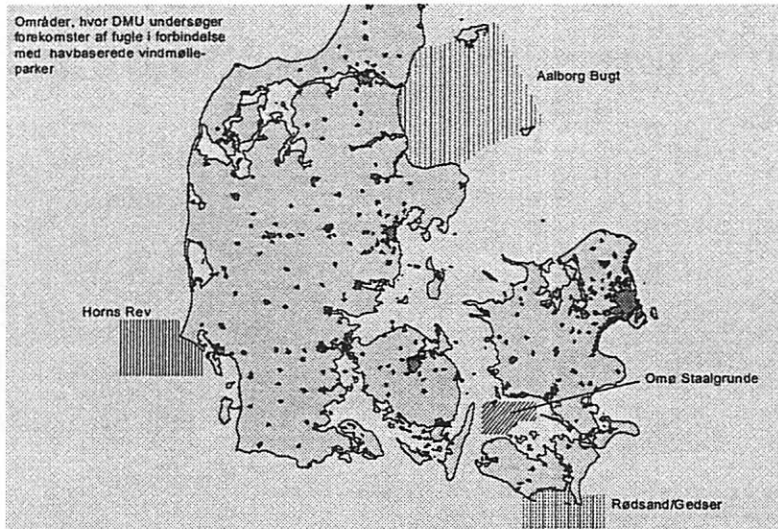 Områder, hvor DMU undersøger
forekomster af fugle i forbindelse
med havbaserede vindmølle-
parker
Aalborg Bugt
Horns Rev
Omø Staalgrunde
Rødsand/Gedser